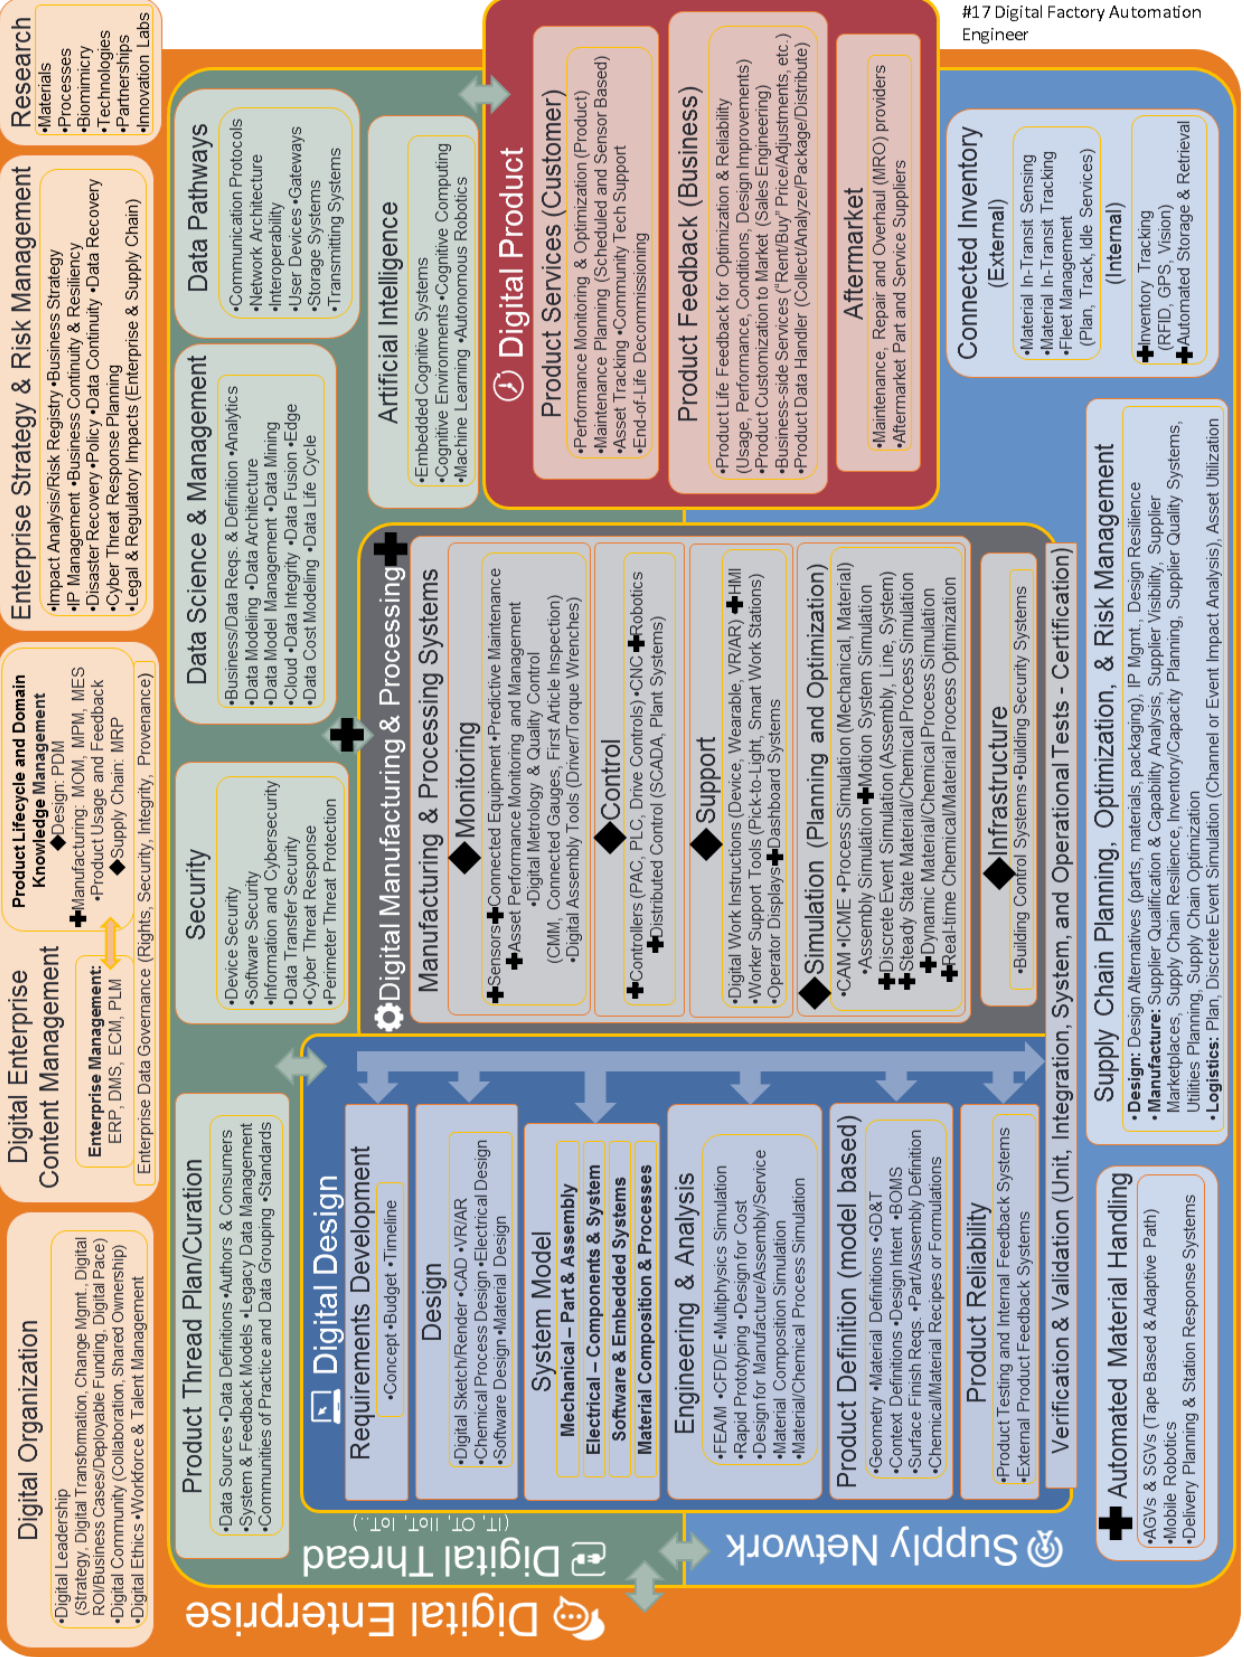 #17 Digital Factory Automation
Engineer
Digital Organization
•Digital Leadership
(Strategy, Digital Transformation, Change Mgmt., Digital
ROI/Business Cases/Deployable Funding, Digital Pace)
•Digital Community (Collaboration, Shared Ownership)
•Digital Ethics •Workforce & Talent Management
Digital Enterprise
Content Management
Enterprise Management:
ERP, DMS, ECM, PLM
Product Lifecycle and Domain
Knowledge Management
Design: PDM
Manufacturing: MOM, MPM, MES
•Product Usage and Feedback
Supply Chain: MRP
Enterprise Data Governance (Rights, Security, Integrity, Provenance)
Enterprise Strategy & Risk Management
•Impact Analysis/Risk Registry •Business Strategy
•IP Management •Business Continuity & Resiliency
•Disaster Recovery •Policy •Data Continuity •Data Recovery
•Cyber Threat Response Planning
•Legal & Regulatory Impacts (Enterprise & Supply Chain)
Research
•Materials
•Processes
•Biomimicry
•Technologies
•Partnerships
•Innovation Labs
Digital Enterprise
Digital Thread
(IT, OT, IIoT, IoT..)
Supply Network
Product Thread Plan/Curation
•Data Sources •Data Definitions •Authors & Consumers
•System & Feedback Models •Legacy Data Management
•Communities of Practice and Data Grouping •Standards
Security
•Device Security
•Software Security
•Information and Cybersecurity
•Data Transfer Security
•Cyber Threat Response
•Perimeter Threat Protection
Data Science & Management
•Business/Data Reqs. & Definition •Analytics
•Data Modeling •Data Architecture
•Data Model Management •Data Mining
•Cloud •Data Integrity •Data Fusion •Edge
•Data Cost Modeling •Data Life Cycle
Data Pathways
•Communication Protocols
•Network Architecture
•Interoperability
•User Devices •Gateways
•Storage Systems
•Transmitting Systems
Artificial Intelligence
•Embedded Cognitive Systems
•Cognitive Environments •Cognitive Computing
•Machine Learning •Autonomous Robotics
Digital Design
Requirements Development
•Concept •Budget •Timeline
Design
•Digital Sketch/Render •CAD •VR/AR
•Chemical Process Design •Electrical Design
•Software Design •Material Design
System Model
Mechanical – Part & Assembly
Electrical – Components & System
Software & Embedded Systems
Material Composition & Processes
Engineering & Analysis
•FEA/M •CFD/E •Multiphysics Simulation
•Rapid Prototyping •Design for Cost
•Design for Manufacture/Assembly/Service
•Material Composition Simulation
•Material/Chemical Process Simulation
Product Definition (model based)
•Geometry •Material Definitions •GD&T
•Context Definitions •Design Intent •BOMS
•Surface Finish Reqs. •Part/Assembly Definition
•Chemical/Material Recipes or Formulations
Product Reliability
•Product Testing and Internal Feedback Systems
•External Product Feedback Systems
Digital Manufacturing & Processing
Manufacturing & Processing Systems
Monitoring
Sensors Connected Equipment •Predictive Maintenance
Asset Performance Monitoring and Management
•Digital Metrology & Quality Control
(CMM, Connected Gauges, First Article Inspection)
•Digital Assembly Tools (Driver/Torque Wrenches)
Control
Controllers (PAC, PLC, Drive Controls) •CNC Robotics
Distributed Control (SCADA, Plant Systems)
Support
•Digital Work Instructions (Device, Wearable, VR/AR) HMI
•Worker Support Tools (Pick-to-Light, Smart Work Stations)
•Operator Displays Dashboard Systems
Simulation (Planning and Optimization)
•CAM •ICME •Process Simulation (Mechanical, Material)
•Assembly Simulation Motion System Simulation
Discrete Event Simulation (Assembly, Line, System)
Steady State Material/Chemical Process Simulation
Dynamic Material/Chemical Process Simulation
Real-time Chemical/Material Process Optimization
Infrastructure
•Building Control Systems •Building Security Systems
Digital Product
Product Services (Customer)
•Performance Monitoring & Optimization (Product)
•Maintenance Planning (Scheduled and Sensor Based)
•Asset Tracking •Community Tech Support
•End-of-Life Decommissioning
Product Feedback (Business)
•Product Life Feedback for Optimization & Reliability
(Usage, Performance, Conditions, Design Improvements)
•Product Customization to Market (Sales Engineering)
•Business-side Services ("Rent/Buy" Price/Adjustments, etc.)
•Product Data Handler (Collect/Analyze/Package/Distribute)
Aftermarket
•Maintenance, Repair and Overhaul (MRO) providers
•Aftermarket Part and Service Suppliers
Verification & Validation (Unit, Integration, System, and Operational Tests - Certification)
Automated Material Handling
•AGVs & SGVs (Tape Based & Adaptive Path)
•Mobile Robotics
•Delivery Planning & Station Response Systems
Supply Chain Planning, Optimization, & Risk Management
•Design: Design Alternatives (parts, materials, packaging), IP Mgmt., Design Resilience
•Manufacture: Supplier Qualification & Capability Analysis, Supplier Visibility, Supplier
Marketplaces, Supply Chain Resilience, Inventory/Capacity Planning, Supplier Quality Systems,
Utilities Planning, Supply Chain Optimization
•Logistics: Plan, Discrete Event Simulation (Channel or Event Impact Analysis), Asset Utilization
Connected Inventory
(External)
•Material In-Transit Sensing
•Material In-Transit Tracking
•Fleet Management
(Plan, Track, Idle Services)
(Internal)
Inventory Tracking
(RFID, GPS, Vision)
Automated Storage & Retrieval